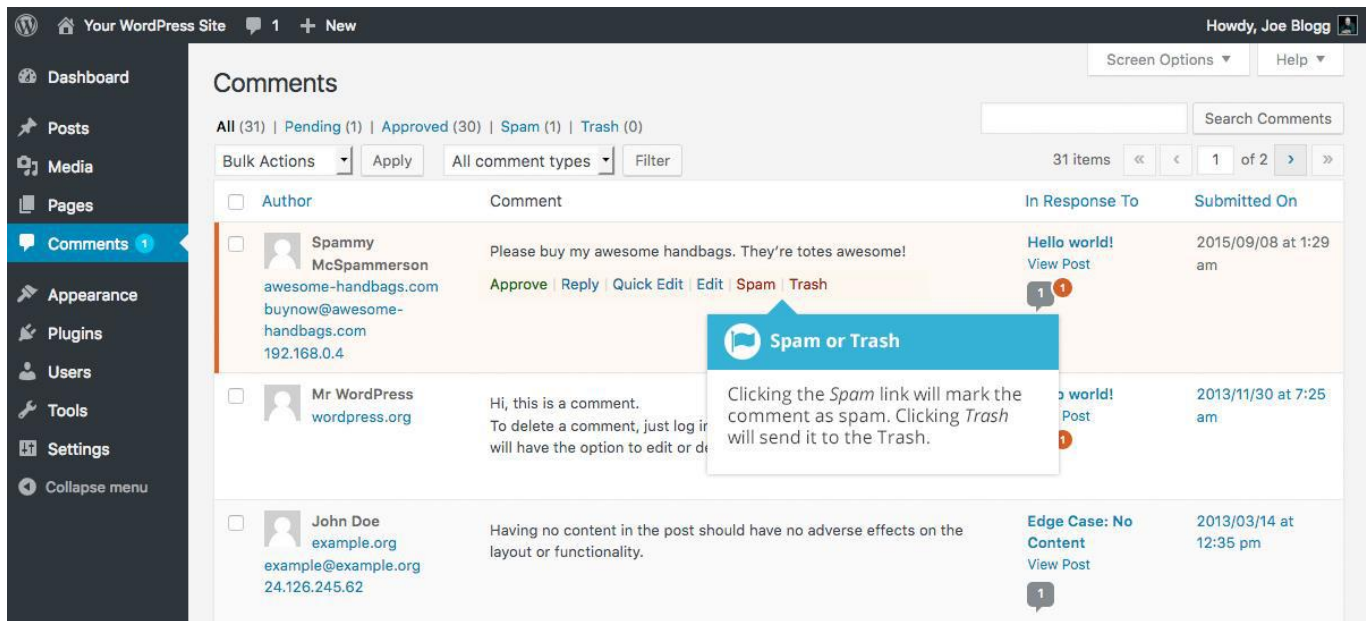 Your WordPress Site 1 + New Howdy, Joe Blogg
Screen Options ▼ Help ▼
Dashboard
Posts
Media
Pages
Comments 1
Appearance
Plugins
Users
Tools
Settings
Collapse menu
Comments
All (31) | Pending (1) | Approved (30) | Spam (1) | Trash (0)
Search Comments
Bulk Actions Apply All comment types Filter
31 items « ‹ 1 of 2 › »
Author Comment In Response To Submitted On
Spammy
McSpammerson
awesome-handbags.com
buynow@awesome-
handbags.com
192.168.0.4
Please buy my awesome handbags. They're totes awesome!
Approve | Reply | Quick Edit | Edit | Spam | Trash
Hello world!
View Post
1 1
2015/09/08 at 1:29
am
Spam or Trash
Clicking the Spam link will mark the
comment as spam. Clicking Trash
will send it to the Trash.
Mr WordPress
wordpress.org
Hi, this is a comment.
To delete a comment, just log in
will have the option to edit or
world!
Post
2013/11/30 at 7:25
am
John Doe
example.org
example@example.org
24.126.245.62
Having no content in the post should have no adverse effects on the
layout or functionality.
Edge Case: No
Content
View Post
1
2013/03/14 at
12:35 pm